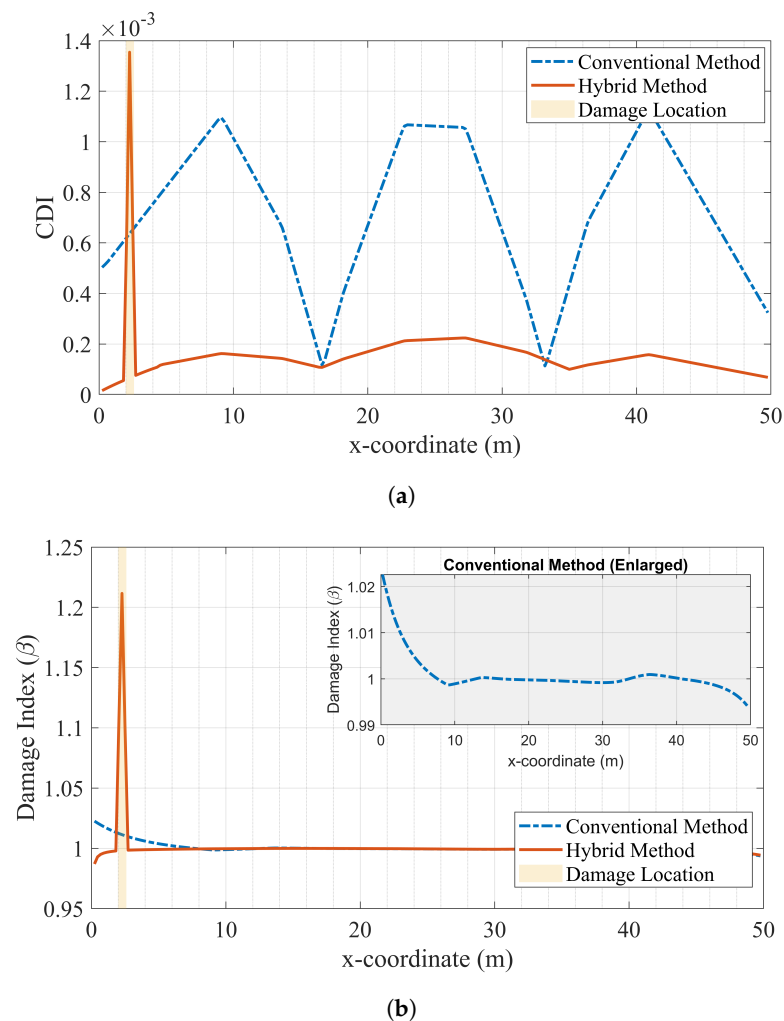 ×10⁻³
1.4
1.2
1
0.8
0.6
0.4
0.2
0
CDI
Conventional Method
Hybrid Method
Damage Location
0 10 20 30 40 50
x-coordinate (m)
(a)
1.25
1.2
1.15
1.1
1.05
1
0.95
Damage Index (β)
Conventional Method (Enlarged)
1.02
1.01
1
0.99
Damage Index (β)
0 10 20 30 40 50
x-coordinate (m)
Conventional Method
Hybrid Method
Damage Location
0 10 20 30 40 50
x-coordinate (m)
(b)